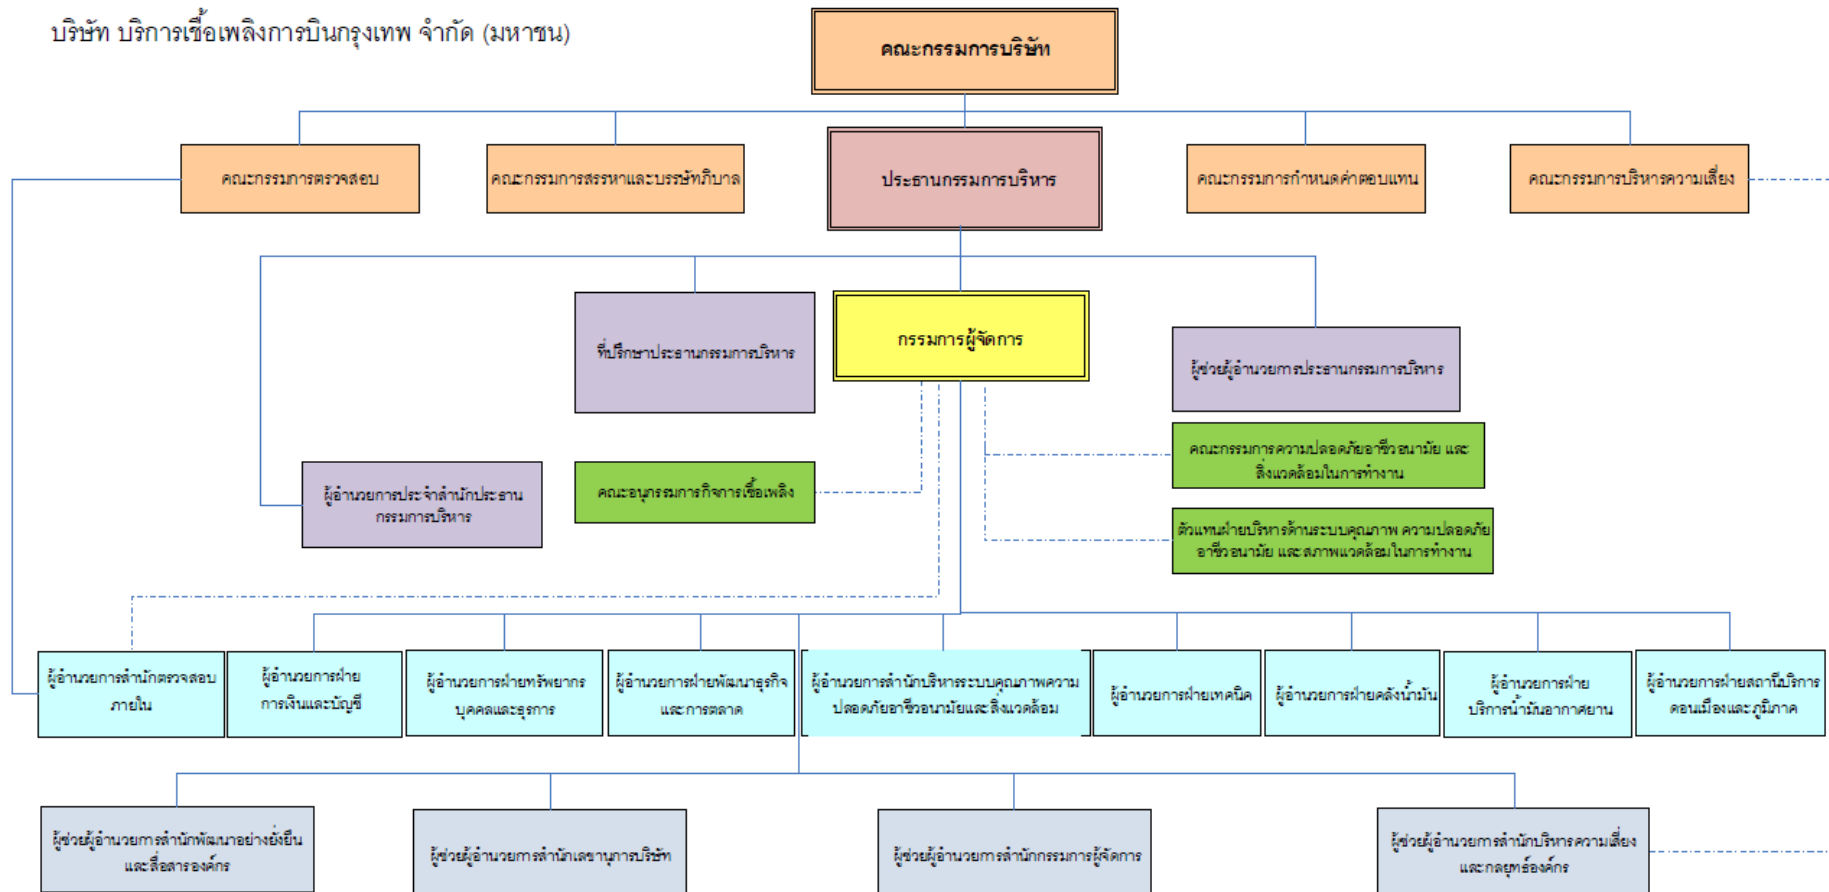 บริษัท บริการเชื้อเพลิงการบินกรุงเทพ จำกัด (มหาชน)
คณะกรรมการบริษัท
คณะกรรมการตรวจสอบ
คณะกรรมการสรรหาและบรรษัทภิบาล
ประธานกรรมการบริหาร
คณะกรรมการกำหนดค่าตอบแทน
คณะกรรมการบริหารความเสี่ยง
ที่ปรึกษาประธานกรรมการบริหาร
กรรมการผู้จัดการ
ผู้ช่วยผู้อำนวยการประธานกรรมการบริหาร
คณะกรรมการความปลอดภัยอาชีวอนามัย และ
สิ่งแวดล้อมในการทำงาน
ผู้อำนวยการประจำสำนักประธาน
กรรมการบริหาร
คณะอนุกรรมการกิจการเชื้อเพลิง
ตัวแทนฝ่ายบริหารด้านระบบคุณภาพ ความปลอดภัย
อาชีวอนามัย และสภาพแวดล้อมในการทำงาน
ผู้อำนวยการสำนักตรวจสอบ
ภายใน
ผู้อำนวยการฝ่าย
การเงินและบัญชี
ผู้อำนวยการฝ่ายทรัพยากร
บุคคลและธุรการ
ผู้อำนวยการฝ่ายพัฒนาธุรกิจ
และการตลาด
ผู้อำนวยการสำนักบริหารระบบคุณภาพความ
ปลอดภัยอาชีวอนามัยและสิ่งแวดล้อม
ผู้อำนวยการฝ่ายเทคนิค
ผู้อำนวยการฝ่ายคลังน้ำมัน
ผู้อำนวยการฝ่าย
บริการน้ำมันอากาศยาน
ผู้อำนวยการฝ่ายสถานีบริการ
ดอนเมืองและภูมิภาค
ผู้ช่วยผู้อำนวยการสำนักพัฒนาอย่างยั่งยืน
และสื่อสารองค์กร
ผู้ช่วยผู้อำนวยการสำนักเลขานุการบริษัท
ผู้ช่วยผู้อำนวยการสำนักกรรมการผู้จัดการ
ผู้ช่วยผู้อำนวยการสำนักบริหารความเสี่ยง
และกลยุทธ์องค์กร